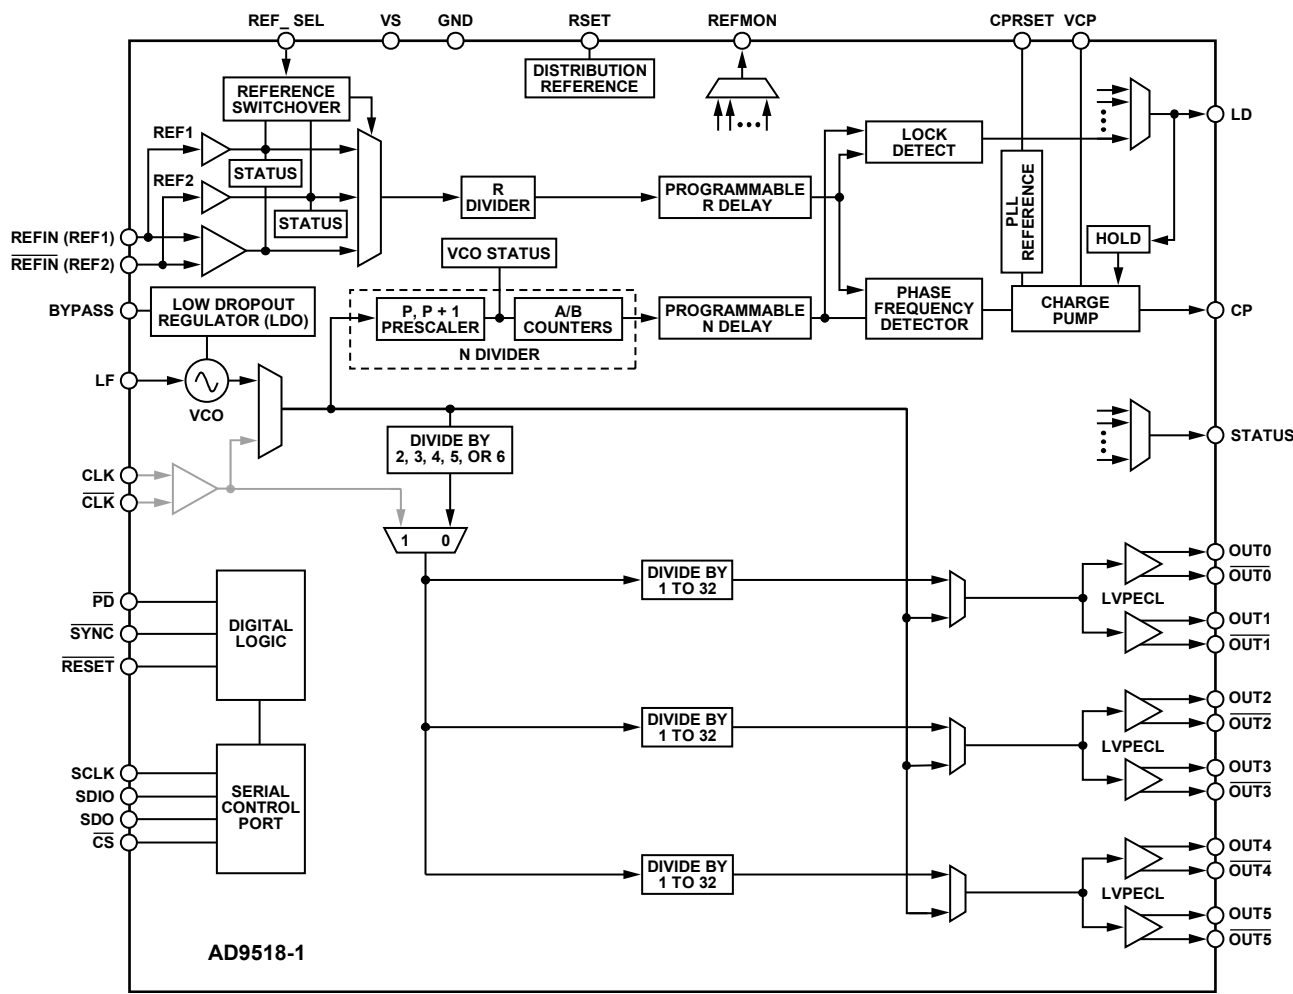 REF_ SEL
VS
GND
RSET
REFMON
CPRSET
VCP
DISTRIBUTION
REFERENCE
REFERENCE
SWITCHOVER
REF1
STATUS
REF2
STATUS
REFIN (REF1)
REFIN (REF2)
R
DIVIDER
PROGRAMMABLE
R DELAY
LOCK
DETECT
LD
PLL
REFERENCE
HOLD
VCO STATUS
BYPASS
LOW DROPOUT
REGULATOR (LDO)
P, P + 1
PRESCALER
A/B
COUNTERS
N DIVIDER
PROGRAMMABLE
N DELAY
PHASE
FREQUENCY
DETECTOR
CHARGE
PUMP
CP
LF
VCO
STATUS
DIVIDE BY
2, 3, 4, 5, OR 6
CLK
CLK
1 0
DIVIDE BY
1 TO 32
LVPECL
OUT0
OUT0
OUT1
OUT1
PD
SYNC
RESET
DIGITAL
LOGIC
DIVIDE BY
1 TO 32
LVPECL
OUT2
OUT2
OUT3
OUT3
SCLK
SDIO
SDO
CS
SERIAL
CONTROL
PORT
DIVIDE BY
1 TO 32
LVPECL
OUT4
OUT4
OUT5
OUT5
AD9518-1